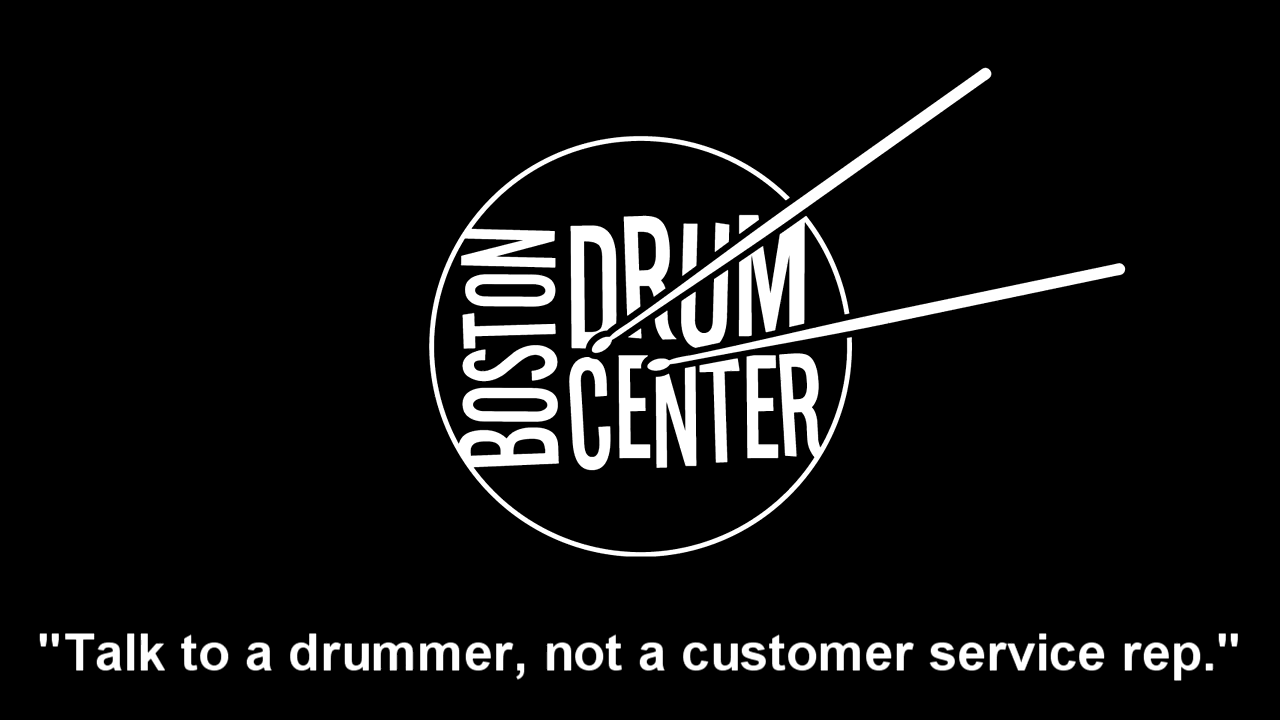 BOSTON
DRUM
CENTER
"Talk to a drummer, not a customer service rep."